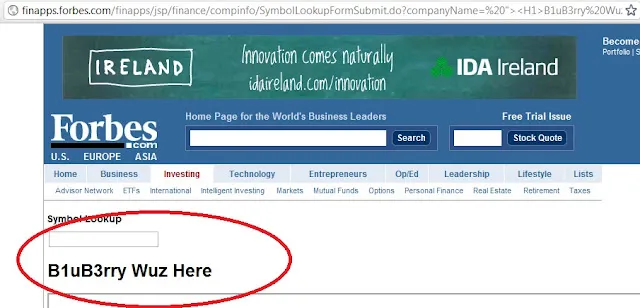 finapps.forbes.com/finapps/jsp/finance/compinfo/SymbolLookupFormSubmit.do?companyName=%20"><H1>B1uB3rry%20Wu.
IRELAND
Innovation comes naturally
idaireland.com/innovation
IDA Ireland
Become
Portfolio | S
Forbes
.com
U.S. EUROPE ASIA
Home Page for the World's Business Leaders
Free Trial Issue
Search
Stock Quote
Home Business Investing Technology Entrepreneurs Op/Ed Leadership Lifestyle Lists
Advisor Network ETFs International Intelligent Investing Markets Mutual Funds Options Personal Finance Real Estate Retirement Taxes
Symbol Lookup
B1uB3rry Wuz Here